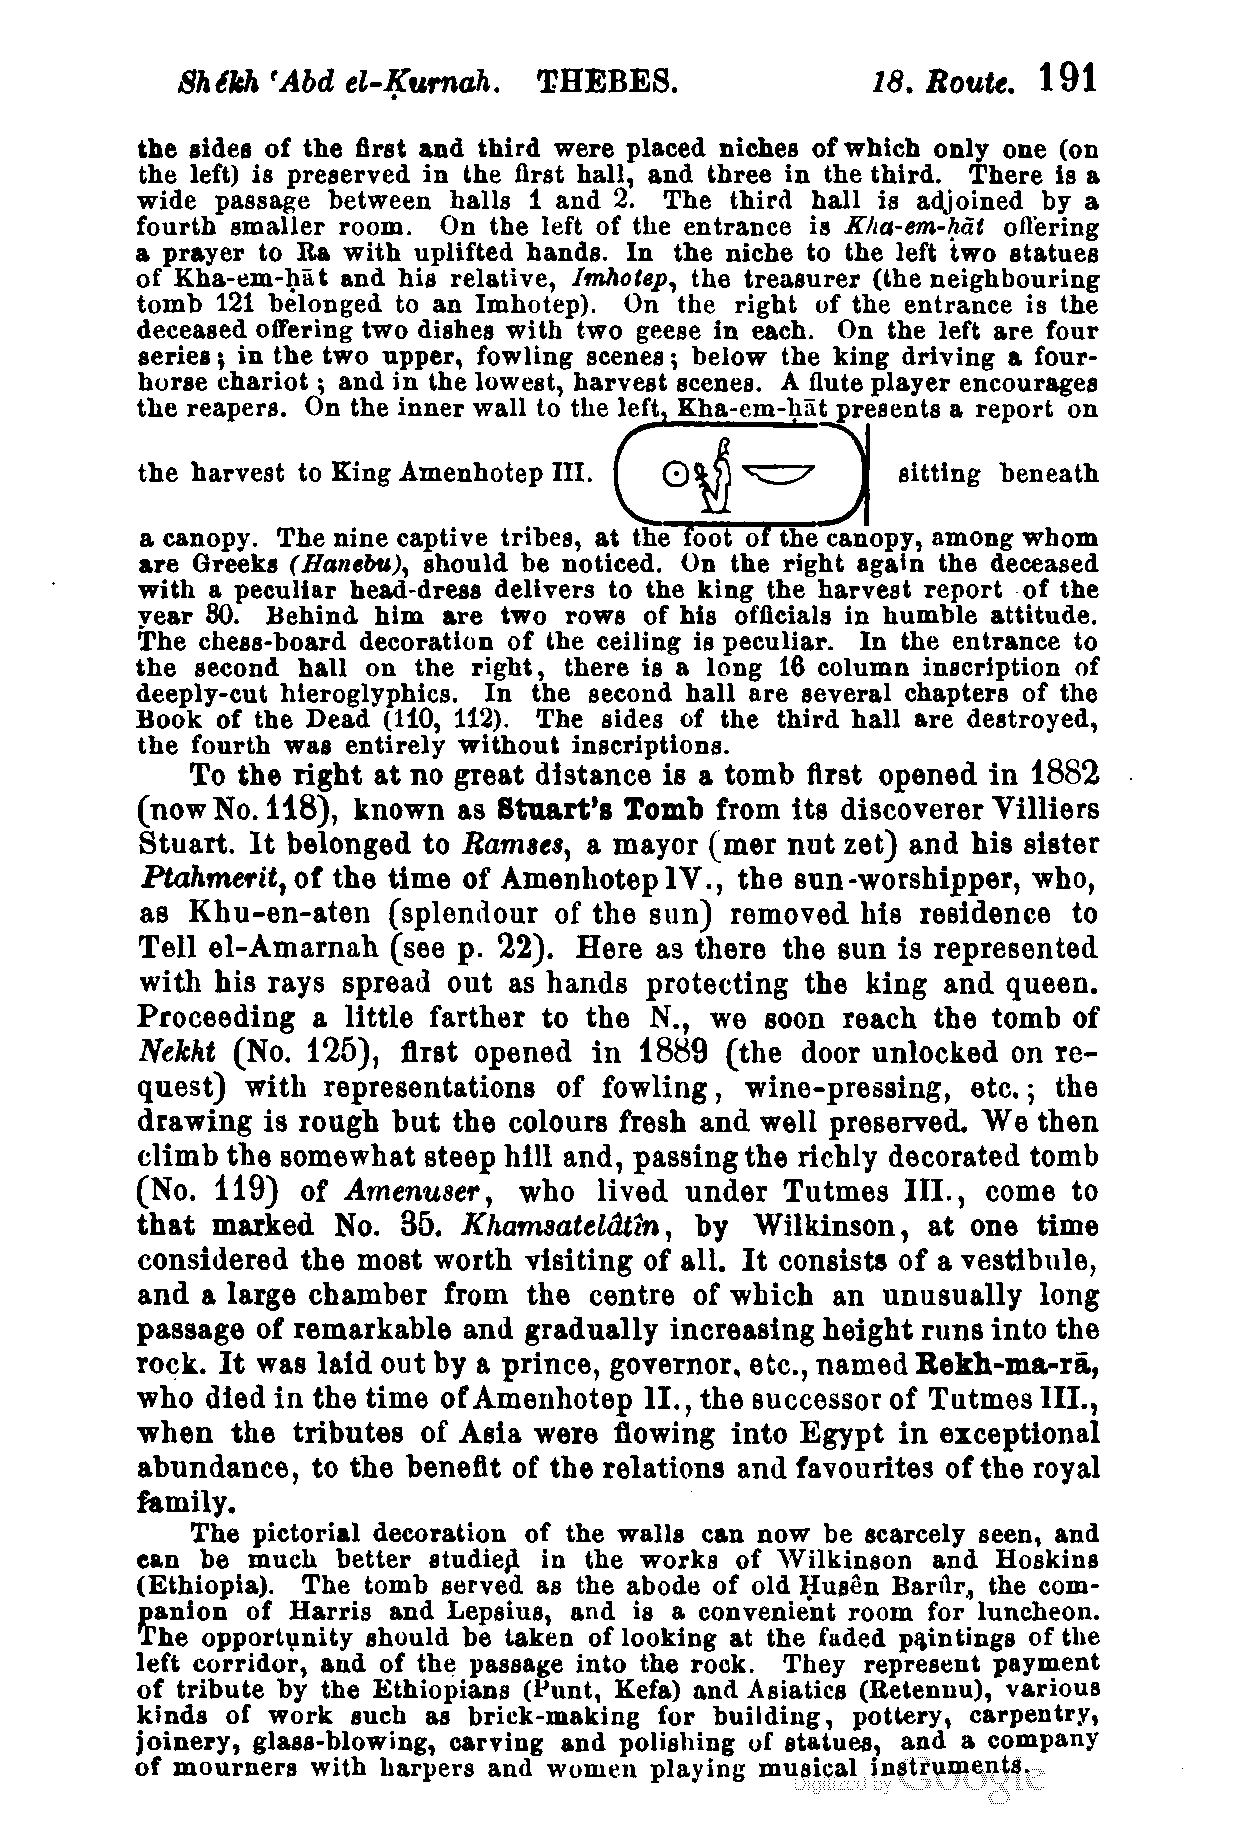 Shêkh 'Abd el-Ḳurnah. THEBES. 18. Route. 191
the sides of the first and third were placed niches of which only one (on
the left) is preserved in the first hall, and three in the third. There is a
wide passage between halls 1 and 2. The third hall is adjoined by a
fourth smaller room. On the left of the entrance is Kha-em-ḥāt offering
a prayer to Ra with uplifted hands. In the niche to the left two statues
of Kha-em-ḥāt and his relative, Imhotep, the treasurer (the neighbouring
tomb 121 belonged to an Imhotep). On the right of the entrance is the
deceased offering two dishes with two geese in each. On the left are four
series; in the two upper, fowling scenes; below the king driving a four-
horse chariot; and in the lowest, harvest scenes. A flute player encourages
the reapers. On the inner wall to the left, Kha-em-ḥāt presents a report on
the harvest to King Amenhotep III. sitting beneath
a canopy. The nine captive tribes, at the foot of the canopy, among whom
are Greeks (Hanebu), should be noticed. On the right again the deceased
with a peculiar head-dress delivers to the king the harvest report of the
year 30. Behind him are two rows of his officials in humble attitude.
The chess-board decoration of the ceiling is peculiar. In the entrance to
the second hall on the right, there is a long 16 column inscription of
deeply-cut hieroglyphics. In the second hall are several chapters of the
Book of the Dead (110, 112). The sides of the third hall are destroyed,
the fourth was entirely without inscriptions.
To the right at no great distance is a tomb first opened in 1882
(now No. 118), known as Stuart's Tomb from its discoverer Villiers
Stuart. It belonged to Ramses, a mayor (mer nut zet) and his sister
Ptahmerit, of the time of Amenhotep IV., the sun-worshipper, who,
as Khu-en-aten (splendour of the sun) removed his residence to
Tell el-Amarnah (see p. 22). Here as there the sun is represented
with his rays spread out as hands protecting the king and queen.
Proceeding a little farther to the N., we soon reach the tomb of
Nekht (No. 125), first opened in 1889 (the door unlocked on re-
quest) with representations of fowling, wine-pressing, etc.; the
drawing is rough but the colours fresh and well preserved. We then
climb the somewhat steep hill and, passing the richly decorated tomb
(No. 119) of Amenuser, who lived under Tutmes III., come to
that marked No. 35. Khamsatelâtîn, by Wilkinson, at one time
considered the most worth visiting of all. It consists of a vestibule,
and a large chamber from the centre of which an unusually long
passage of remarkable and gradually increasing height runs into the
rock. It was laid out by a prince, governor, etc., named Rekh-ma-rā,
who died in the time of Amenhotep II., the successor of Tutmes III.,
when the tributes of Asia were flowing into Egypt in exceptional
abundance, to the benefit of the relations and favourites of the royal
family.
The pictorial decoration of the walls can now be scarcely seen, and
can be much better studied in the works of Wilkinson and Hoskins
(Ethiopia). The tomb served as the abode of old Ḥusên Barûr, the com-
panion of Harris and Lepsius, and is a convenient room for luncheon.
The opportunity should be taken of looking at the faded paintings of the
left corridor, and of the passage into the rock. They represent payment
of tribute by the Ethiopians (Punt, Kefa) and Asiatics (Retennu), various
kinds of work such as brick-making for building, pottery, carpentry,
joinery, glass-blowing, carving and polishing of statues, and a company
of mourners with harpers and women playing musical instruments.
Digitized by Google